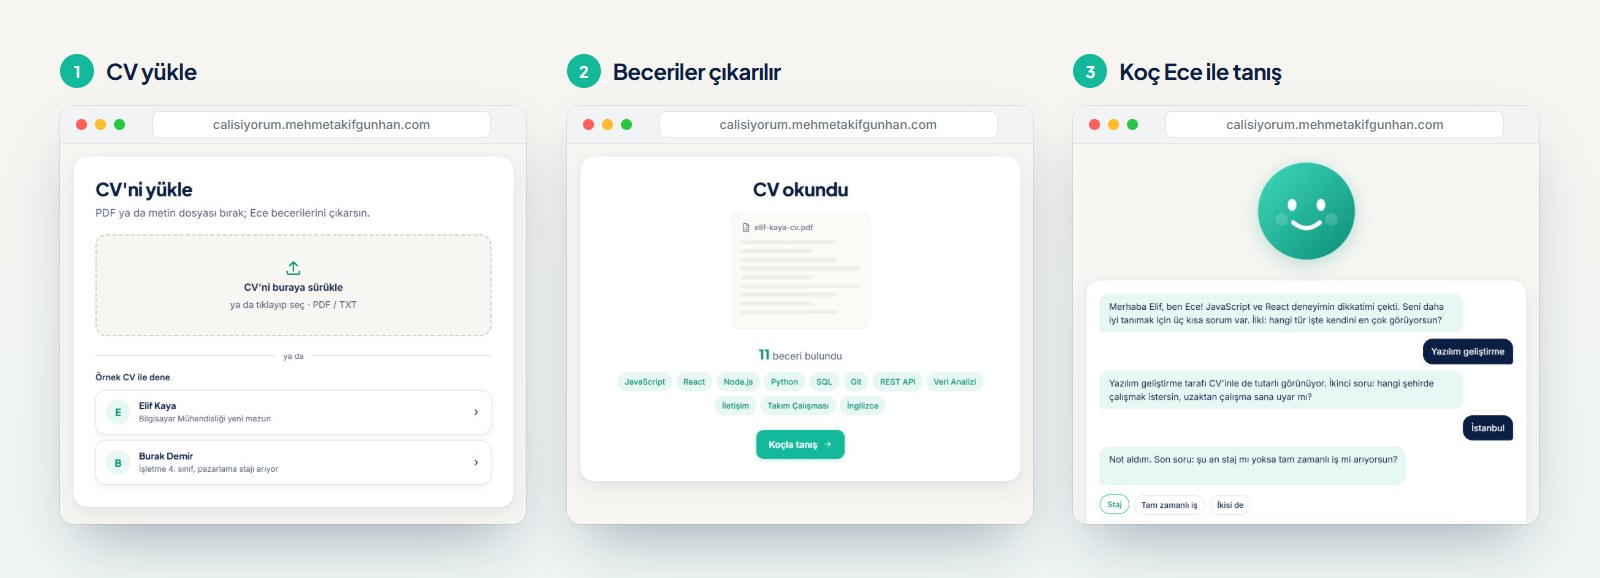 1 CV yükle
calisiyorum.mehmetakifgunhan.com
CV'ni yükle
PDF ya da metin dosyası bırak; Ece becerilerini çıkarsın.
CV'ni buraya sürükle
ya da tıklayıp seç · PDF / TXT
ya da
Örnek CV ile dene
E
Elif Kaya
Bilgisayar Mühendisliği yeni mezun
B
Burak Demir
İşletme 4. sınıf, pazarlama stajı arıyor
2 Beceriler çıkarılır
calisiyorum.mehmetakifgunhan.com
CV okundu
elif-kaya-cv.pdf
11 beceri bulundu
JavaScript React Node.js Python SQL Git REST API Veri Analizi
İletişim Takım Çalışması İngilizce
Koçla tanış →
3 Koç Ece ile tanış
calisiyorum.mehmetakifgunhan.com
Merhaba Elif, ben Ece! JavaScript ve React deneyimin dikkatimi çekti. Seni daha
iyi tanımak için üç kısa sorum var. İlki: hangi tür işte kendini en çok görüyorsun?
Yazılım geliştirme
Yazılım geliştirme tarafı CV'inle de tutarlı görünüyor. İkinci soru: hangi şehirde
çalışmak istersin, uzaktan çalışma sana uyar mı?
İstanbul
Not aldım. Son soru: şu an staj mı yoksa tam zamanlı iş mi arıyorsun?
Staj Tam zamanlı iş İkisi de